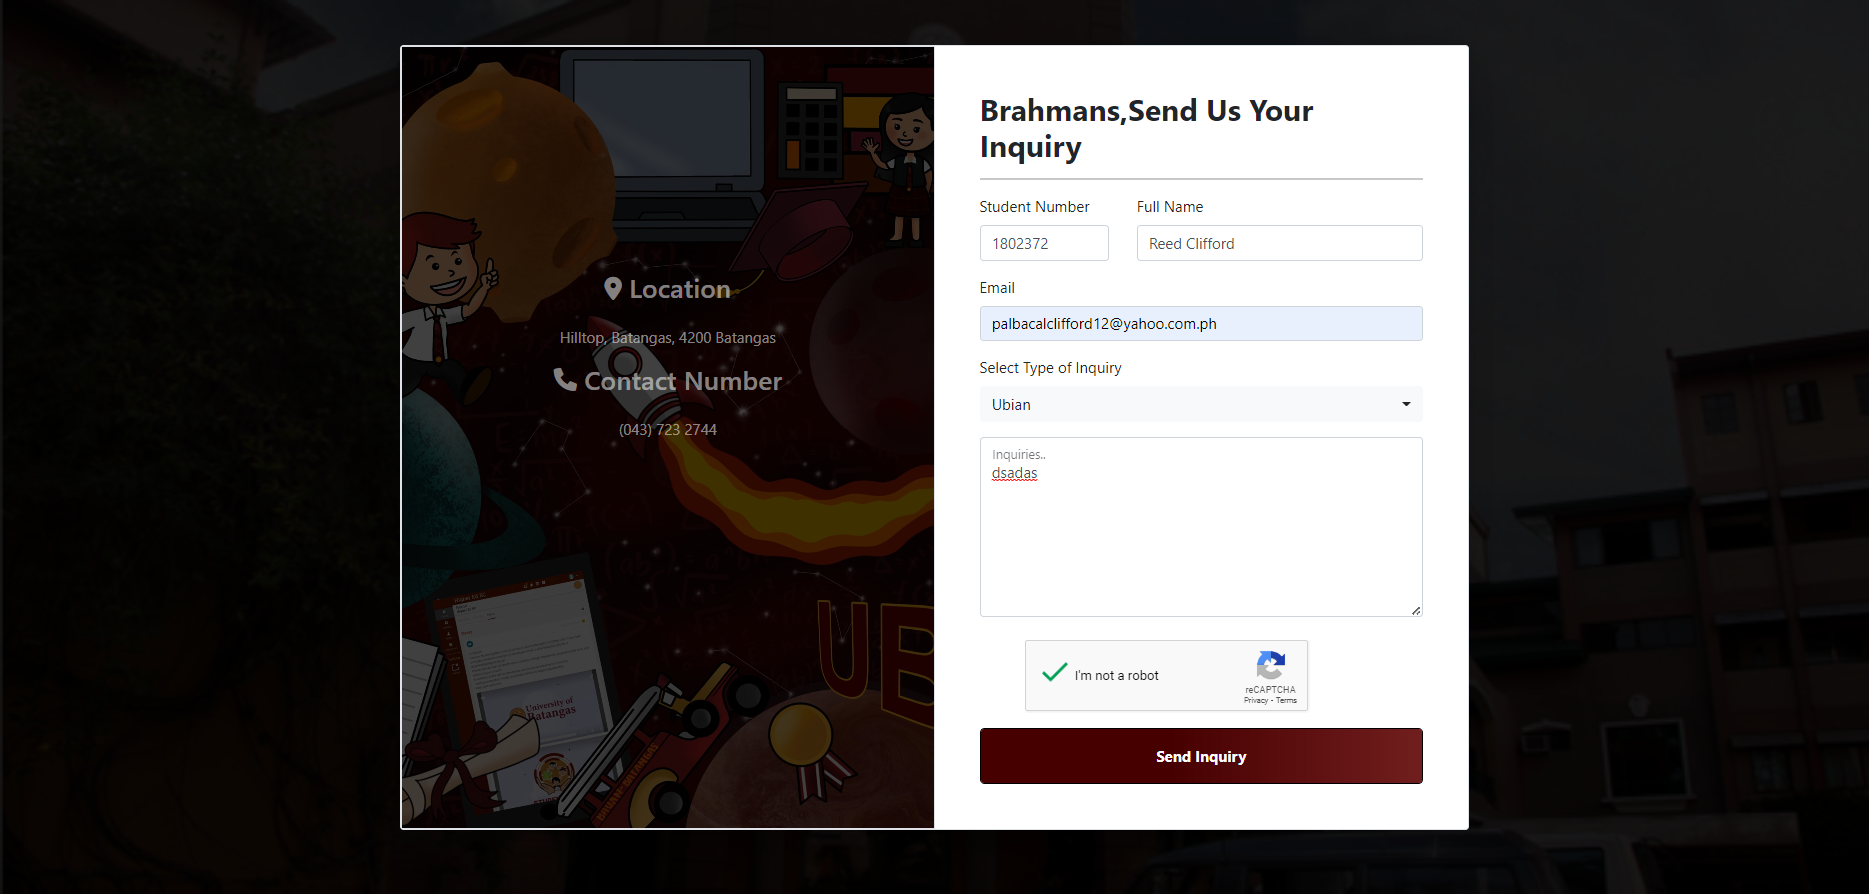 Location
Hilltop, Batangas, 4200 Batangas
Contact Number
(043) 723 2744
University of
Batangas
UB
Brahmans,Send Us Your
Inquiry
Student Number
Full Name
1802372
Reed Clifford
Email
palbacalclifford12@yahoo.com.ph
Select Type of Inquiry
Ubian
Inquiries..
dsadas
I'm not a robot
reCAPTCHA
Privacy - Terms
Send Inquiry